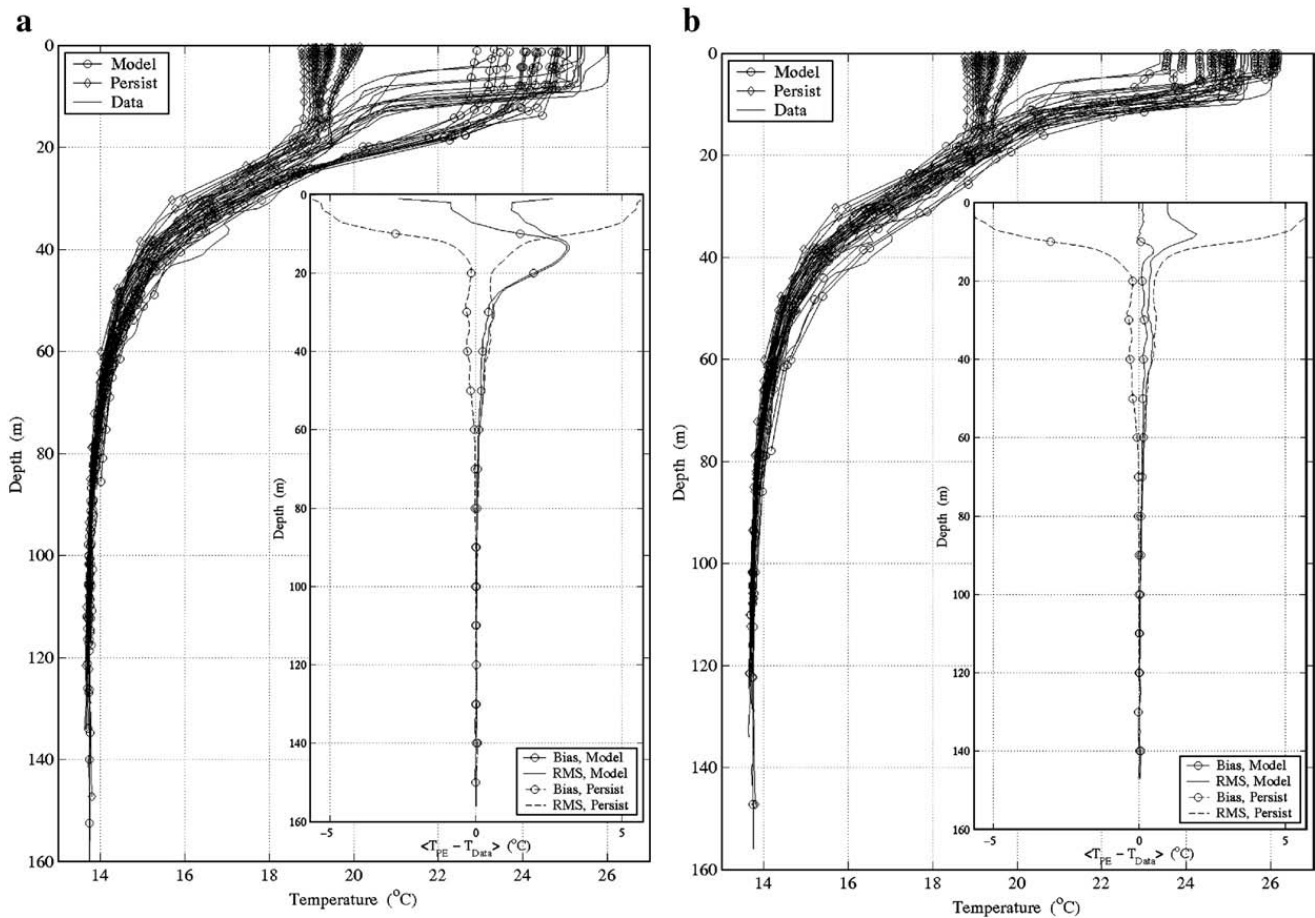 a
0
20
40
60
80
100
120
140
160
Depth (m)
14
16
18
20
22
24
26
Temperature (°C)
Model
Persist
Data
0
20
40
60
80
100
120
140
160
Depth (m)
-5
0
5
<T_PE - T_Data> (°C)
Bias, Model
RMS, Model
Bias, Persist
RMS, Persist
b
0
20
40
60
80
100
120
140
160
Depth (m)
14
16
18
20
22
24
26
Temperature (°C)
Model
Persist
Data
0
20
40
60
80
100
120
140
160
Depth (m)
-5
0
5
<T_PE - T_Data> (°C)
Bias, Model
RMS, Model
Bias, Persist
RMS, Persist